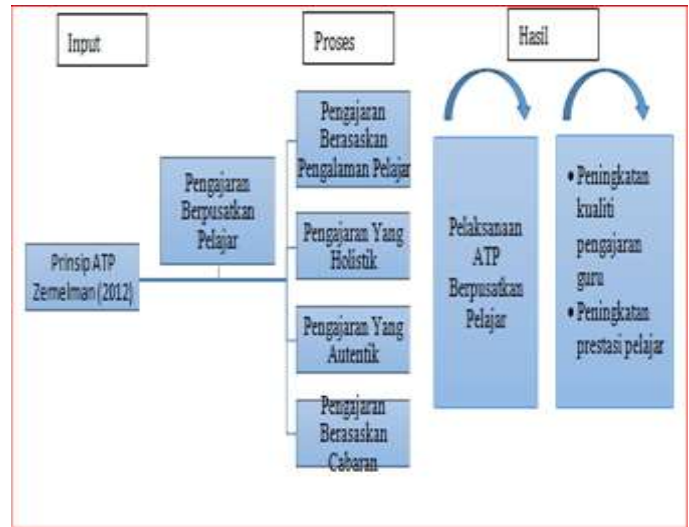 Input
Proses
Hasil
Prinsip ATP
Zemelman (2012)
Pengajaran
Berpusatkan
Pelajar
Pengajaran
Berasaskan
Pengalaman Pelajar
Pengajaran Yang
Holistik
Pengajaran Yang
Autentik
Pengajaran
Berasaskan
Cabaran
Pelaksanaan
ATP
Berpusatkan
Pelajar
• Peningkatan
kualiti
pengajaran
guru
• Peningkatan
prestasi pelajar